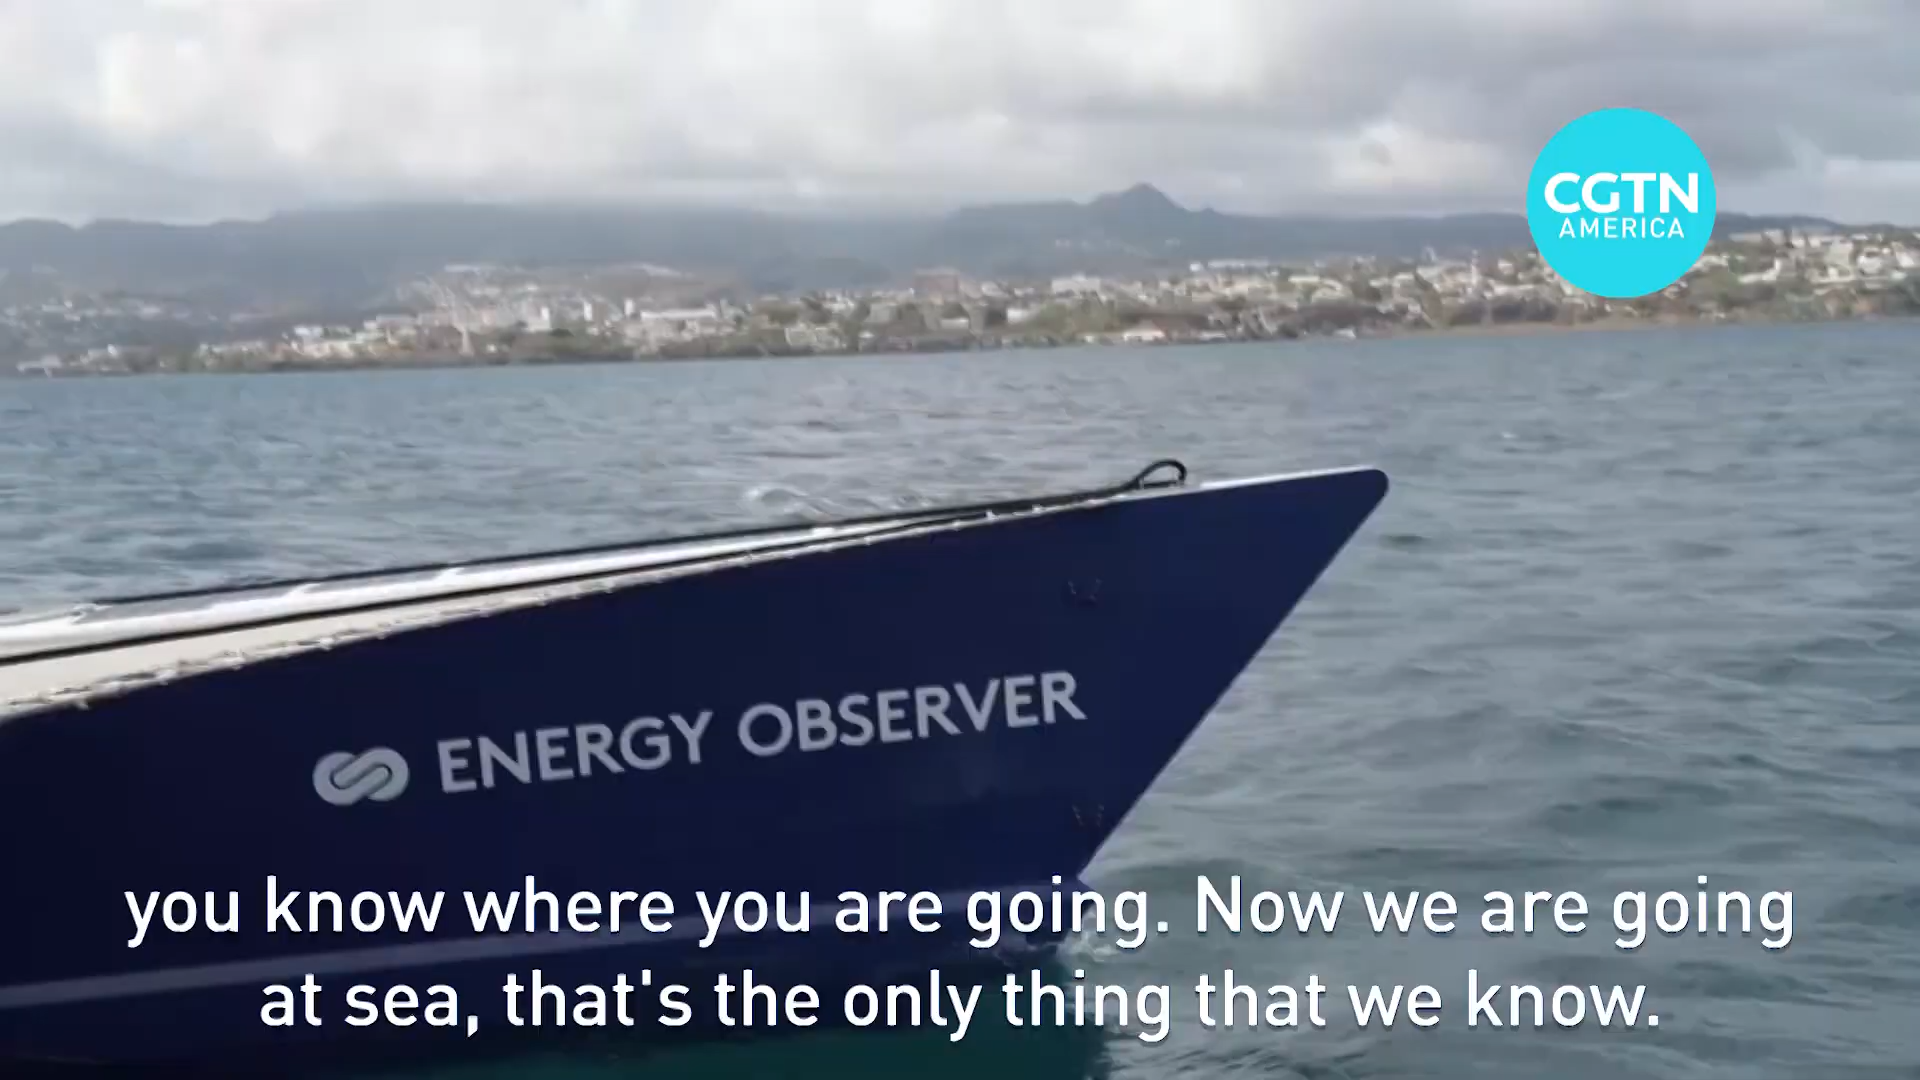 CGTN
AMERICA
ENERGY OBSERVER
you know where you are going. Now we are going
at sea, that's the only thing that we know.